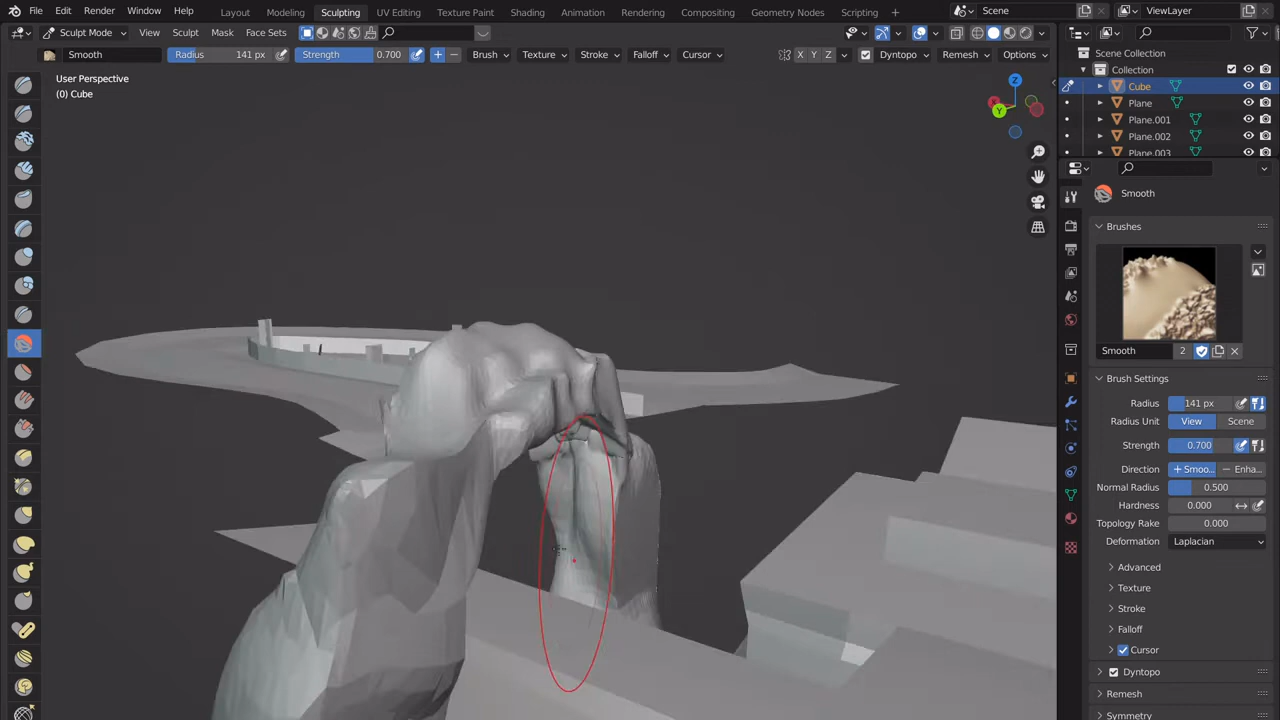 File Edit Render Window Help Layout Modeling Sculpting UV Editing Texture Paint Shading Animation Rendering Compositing Geometry Nodes Scripting + Scene ViewLayer
Sculpt Mode View Sculpt Mask Face Sets
Smooth Radius 141 px Strength 0.700 + − Brush Texture Stroke Falloff Cursor X Y Z Dyntopo Remesh Options
User Perspective
(0) Cube
Z
X
Y
Scene Collection
Collection
Cube
Plane
Plane.001
Plane.002
Plane.003
Smooth
Brushes
Smooth 2
Brush Settings
Radius 141 px
Radius Unit View Scene
Strength 0.700
Direction + Smoo... − Enha...
Normal Radius 0.500
Hardness 0.000
Topology Rake 0.000
Deformation Laplacian
Advanced
Texture
Stroke
Falloff
Cursor
Dyntopo
Remesh
Symmetry